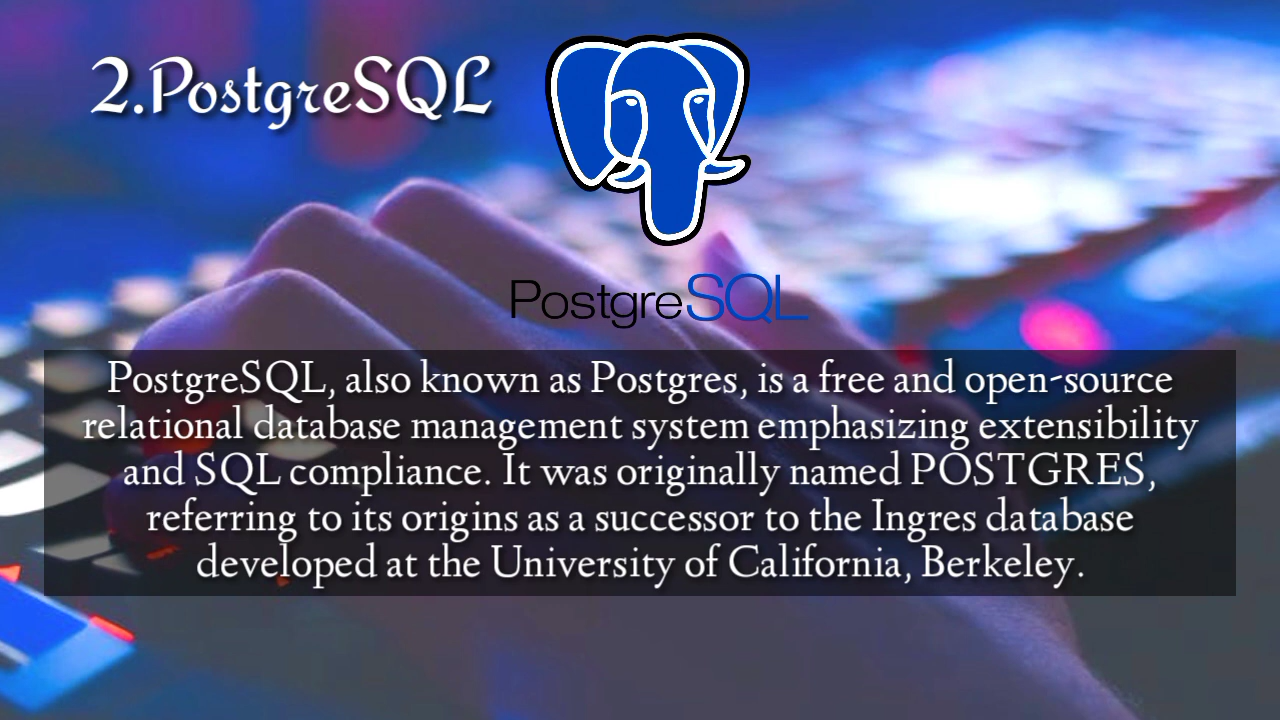 2.PostgreSQL
PostgreSQL
PostgreSQL, also known as Postgres, is a free and open-source
relational database management system emphasizing extensibility
and SQL compliance. It was originally named POSTGRES,
referring to its origins as a successor to the Ingres database
developed at the University of California, Berkeley.